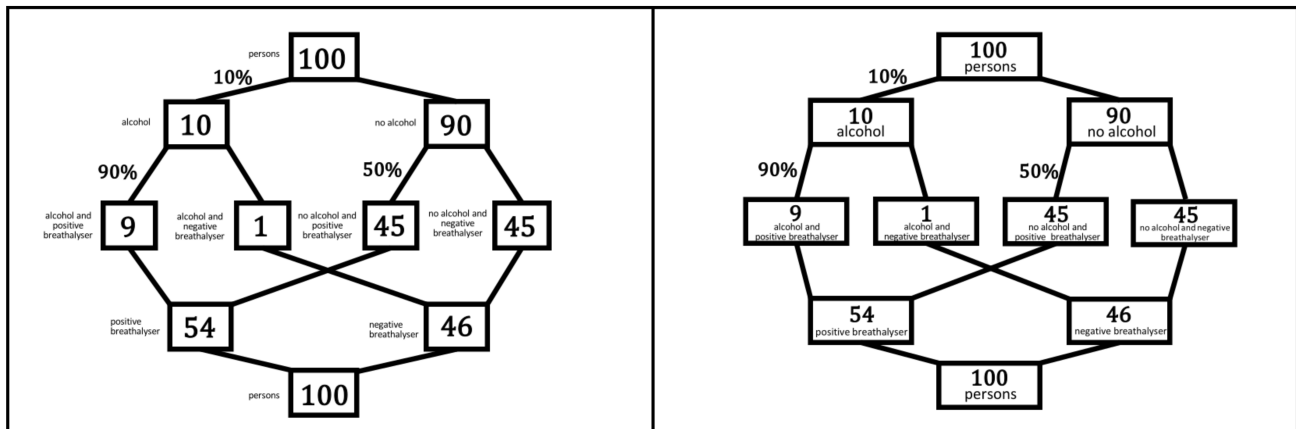 persons
100
10%
alcohol
10
no alcohol
90
90%
50%
alcohol and
positive
breathalyser
9
alcohol and
negative
breathalyser
1
no alcohol and
positive
breathalyser
45
no alcohol and
negative
breathalyser
45
positive
breathalyser
54
negative
breathalyser
46
persons
100
100
persons
10%
10
alcohol
90
no alcohol
90%
50%
9
alcohol and
positive breathalyser
1
alcohol and
negative breathalyser
45
no alcohol and
positive breathalyser
45
no alcohol and negative
breathalyser
54
positive breathalyser
46
negative breathalyser
100
persons